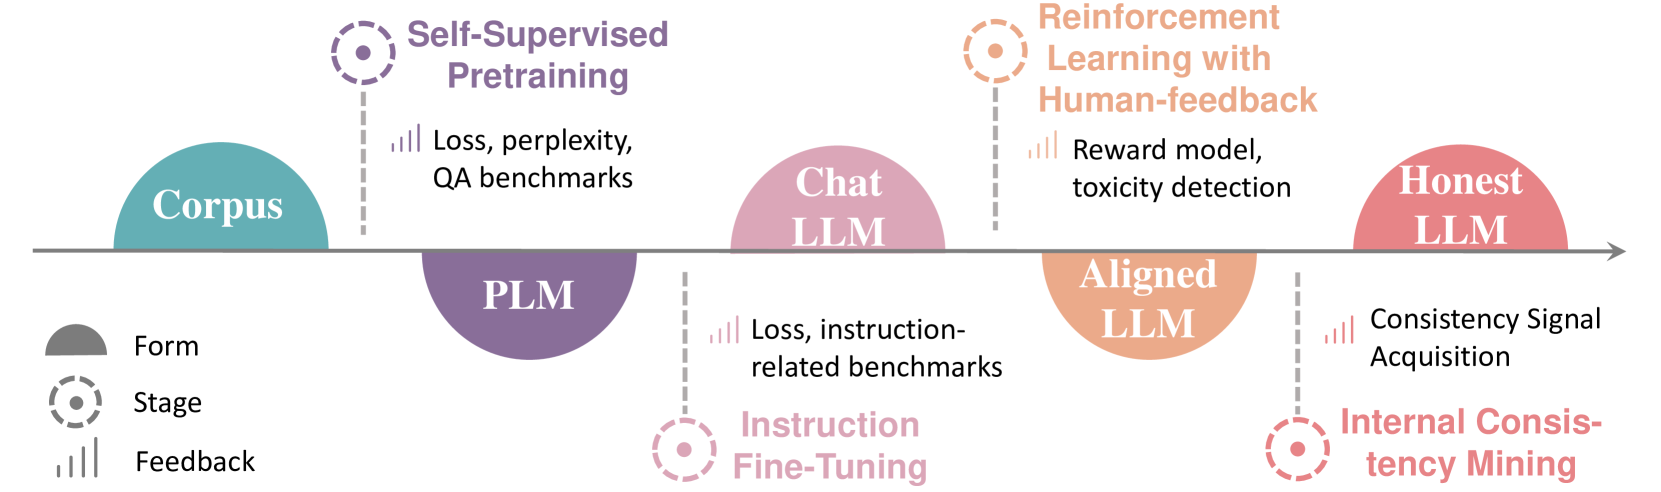 Self-Supervised
Pretraining
Loss, perplexity,
QA benchmarks
Reinforcement
Learning with
Human-feedback
Reward model,
toxicity detection
Corpus
PLM
Chat
LLM
Aligned
LLM
Honest
LLM
Loss, instruction-
related benchmarks
Instruction
Fine-Tuning
Consistency Signal
Acquisition
Internal Consis-
tency Mining
Form
Stage
Feedback